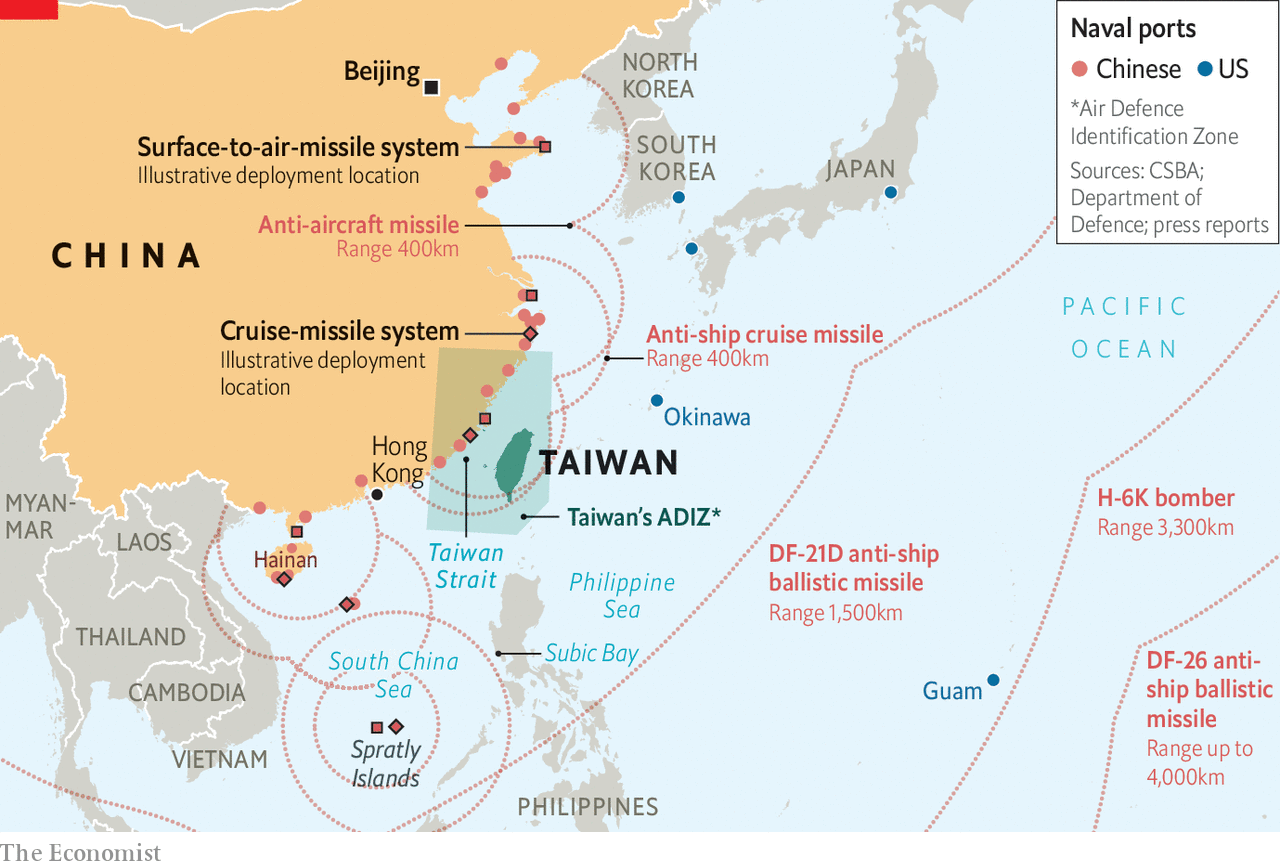 Naval ports
Chinese
US
*Air Defence
Identification Zone
Sources: CSBA;
Department of
Defence; press reports
Beijing
NORTH
KOREA
SOUTH
KOREA
JAPAN
Surface-to-air-missile system
Illustrative deployment location
Anti-aircraft missile
Range 400km
CHINA
PACIFIC
OCEAN
Cruise-missile system
Illustrative deployment
location
Anti-ship cruise missile
Range 400km
Okinawa
Hong
Kong
TAIWAN
MYAN-
MAR
LAOS
Taiwan's ADIZ*
H-6K bomber
Range 3,300km
Hainan
Taiwan
Strait
Philippine
Sea
DF-21D anti-ship
ballistic missile
Range 1,500km
THAILAND
South China
Sea
Subic Bay
CAMBODIA
Guam
DF-26 anti-
ship ballistic
missile
Range up to
4,000km
VIETNAM
Spratly
Islands
PHILIPPINES
The Economist